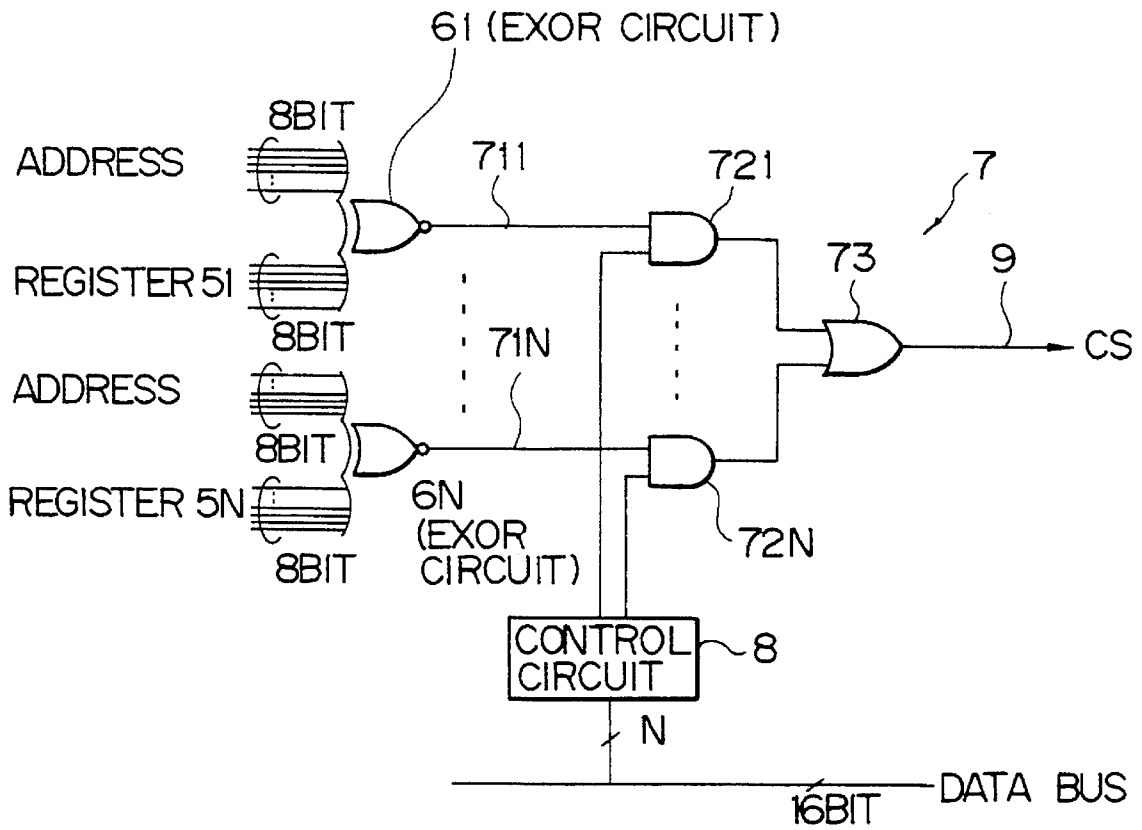 61 (EXOR CIRCUIT)
8BIT
ADDRESS
711
721
7
REGISTER 51
8BIT
73
9
CS
71N
ADDRESS
8BIT
REGISTER 5N
8BIT
6N
(EXOR
CIRCUIT)
72N
CONTROL
CIRCUIT
8
N
16BIT
DATA BUS